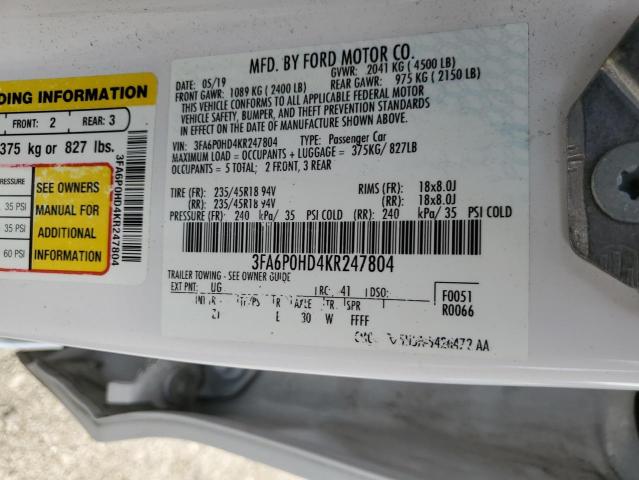 DING INFORMATION
FRONT: 2 REAR: 3
375 kg or 827 lbs.
PRESSURE
35 PSI
35 PSI
60 PSI
SEE OWNERS
MANUAL FOR
ADDITIONAL
INFORMATION
3FA6P0HD4KR247804
MFD. BY FORD MOTOR CO.
DATE: 05/19 GVWR: 2041 KG ( 4500 LB)
FRONT GAWR: 1089 KG ( 2400 LB) REAR GAWR: 975 KG ( 2150 LB)
THIS VEHICLE CONFORMS TO ALL APPLICABLE FEDERAL MOTOR
VEHICLE SAFETY, BUMPER, AND THEFT PREVENTION STANDARDS
IN EFFECT ON THE DATE OF MANUFACTURE SHOWN ABOVE.
VIN: 3FA6P0HD4KR247804 TYPE: Passenger Car
MAXIMUM LOAD = OCCUPANTS + LUGGAGE = 375KG/ 827LB
OCCUPANTS = 5 TOTAL; 2 FRONT, 3 REAR
TIRE (FR): 235/45R18 94V RIMS (FR): 18x8.0J
(RR): 235/45R18 94V (RR): 18x8.0J
PRESSURE (FR): 240 kPa/ 35 PSI COLD (RR): 240 kPa/ 35 PSI COLD
3FA6P0HD4KR247804
TRAILER TOWING - SEE OWNER GUIDE
EXT PNT: UG RC: 41 DSO: F0051
TR AXLE TR SPR R0066
E 30 W FFFF
AA